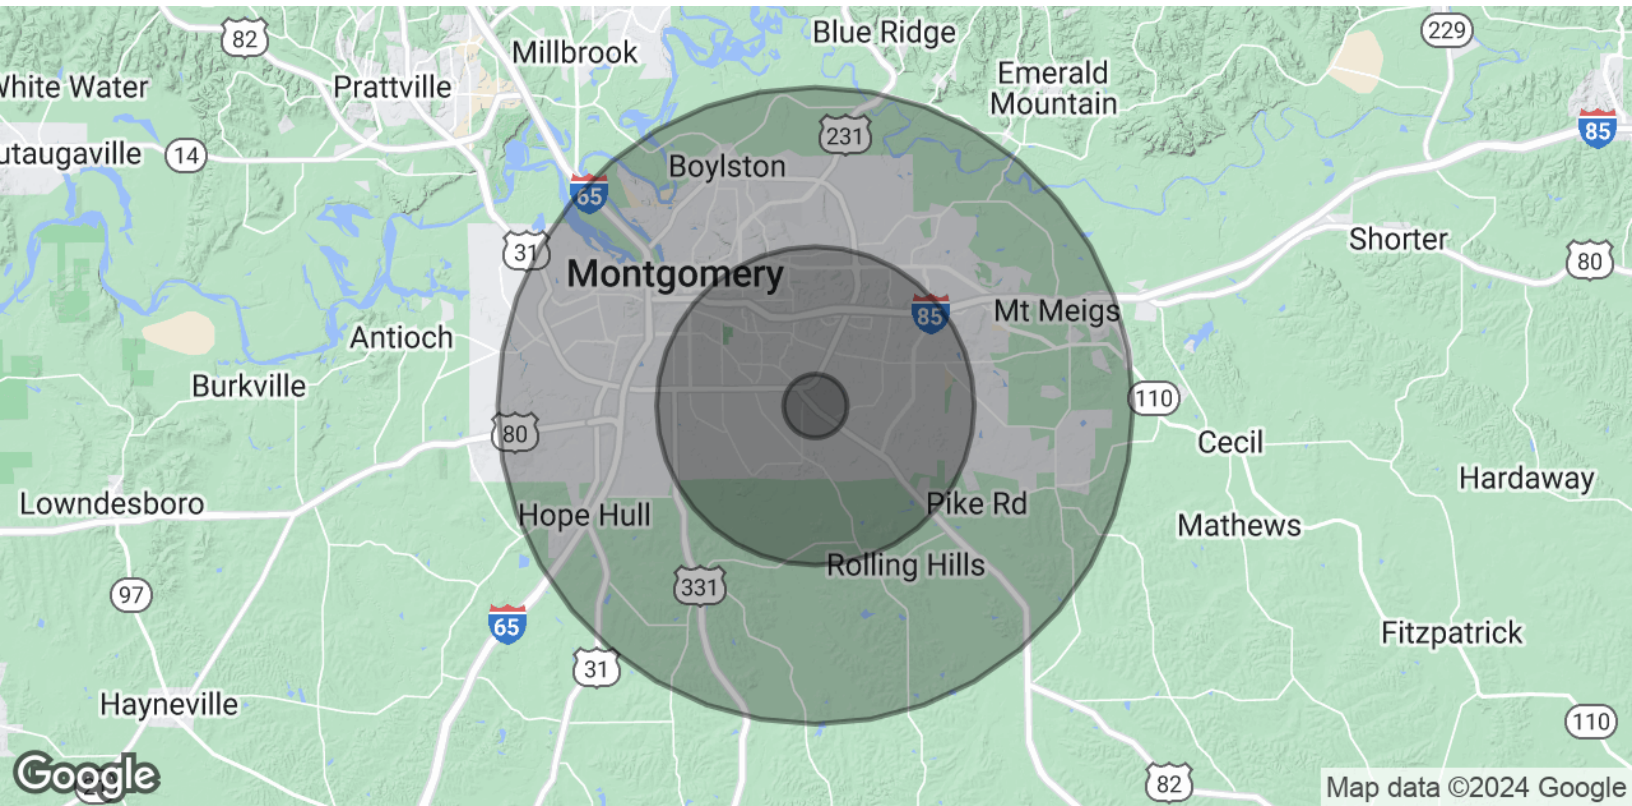 82
Millbrook
Blue Ridge
229
White Water
Prattville
Emerald
Mountain
85
231
utaugaville
14
Boylston
65
31
Shorter
80
Montgomery
85
Mt Meigs
Antioch
Burkville
110
80
Cecil
Hardaway
Lowndesboro
Hope Hull
Pike Rd
Mathews
Rolling Hills
97
331
65
Fitzpatrick
31
Hayneville
110
Google
82
Map data ©2024 Google